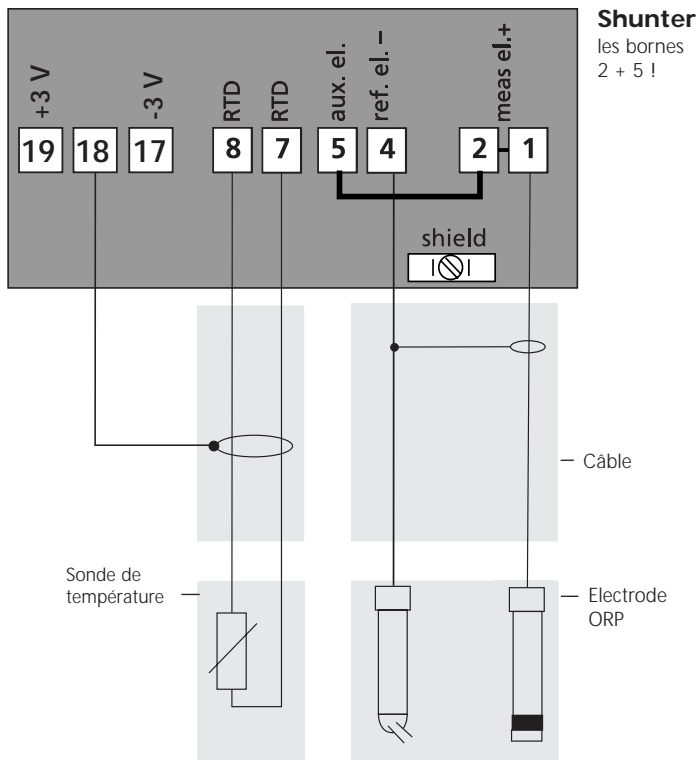 Shunter
les bornes
2 + 5 !
+3 V
-3 V
RTD
RTD
aux. el.
ref. el. –
meas el.+
19 18 17 8 7 5 4 2 1
shield
Câble
Sonde de
température
Electrode
ORP